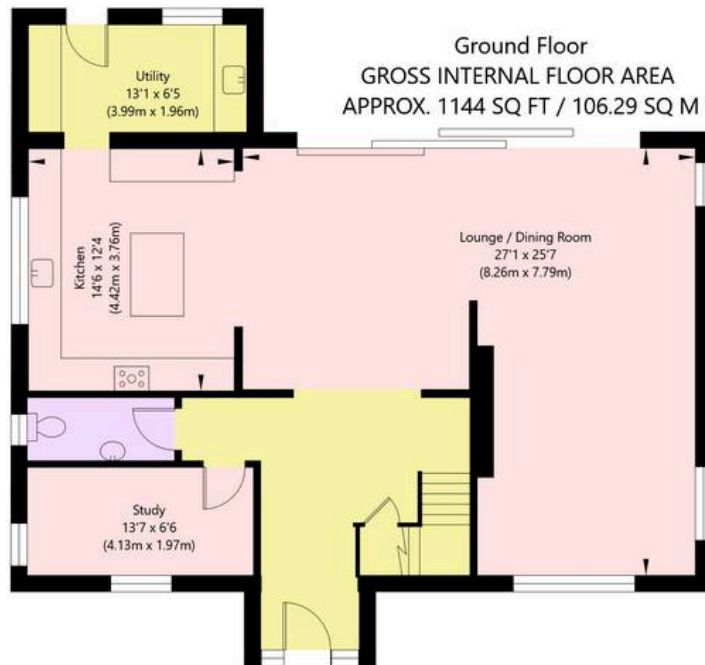 Ground Floor
GROSS INTERNAL FLOOR AREA
APPROX. 1144 SQ FT / 106.29 SQ M
Utility
13'1 x 6'5
(3.99m x 1.96m)
Kitchen
14'6 x 12'4
(4.42m x 3.76m)
Lounge / Dining Room
27'1 x 25'7
(8.26m x 7.79m)
Study
13'7 x 6'6
(4.13m x 1.97m)